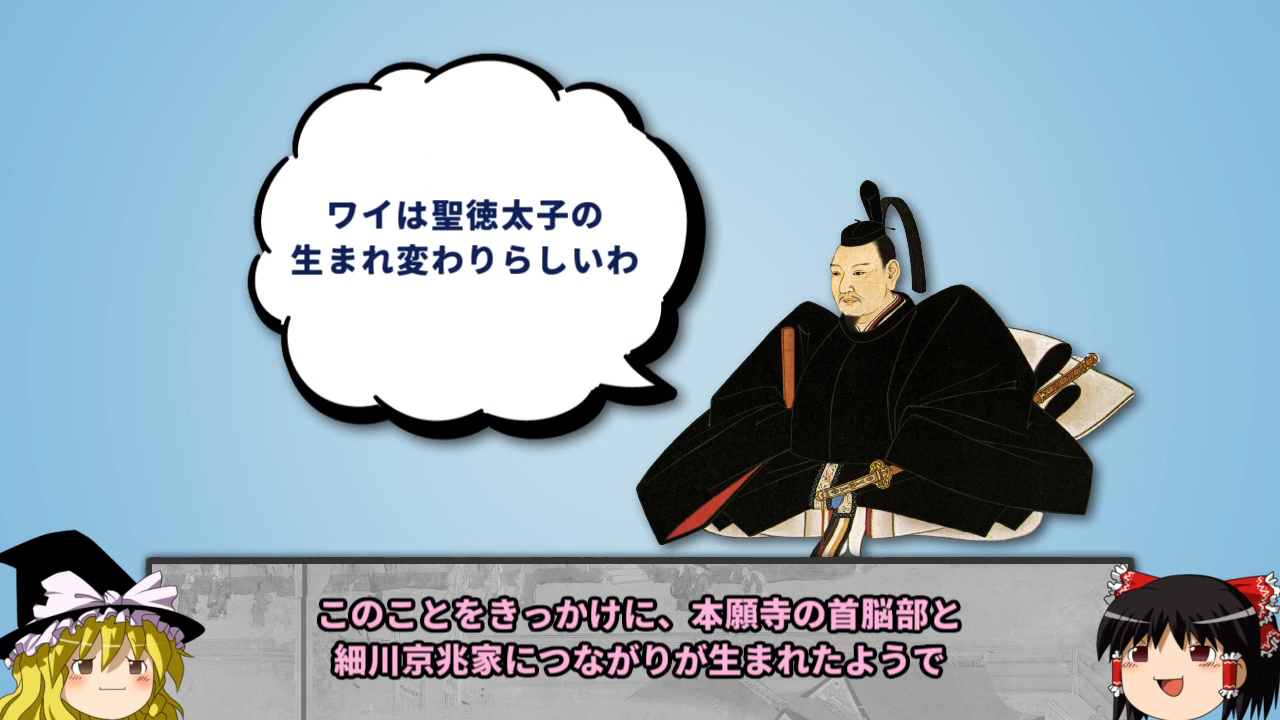 ワイは聖徳太子の
生まれ変わりらしいわ
このことをきっかけに、本願寺の首脳部と
細川京兆家につながりが生まれたようで